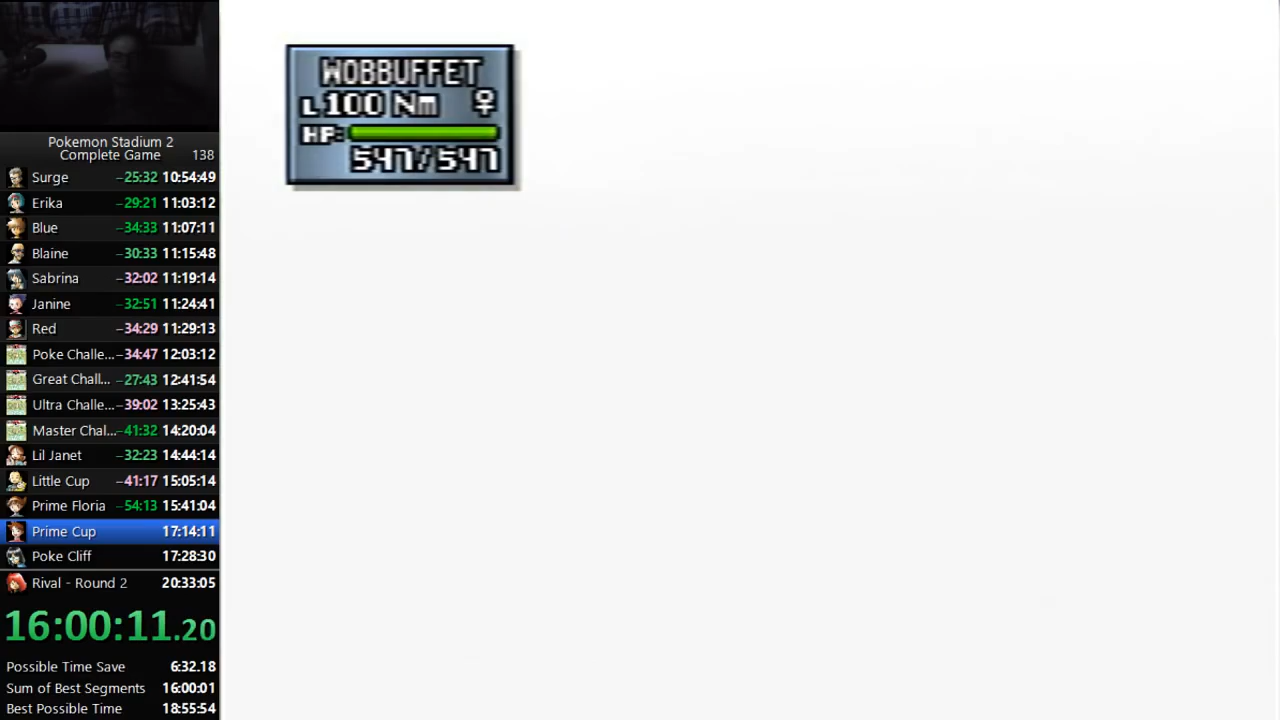 WOBBUFFET
L100 Nm ♀
HP:
547/547
Pokemon Stadium 2
Complete Game 138
Surge -25:32 10:54:49
Erika -29:21 11:03:12
Blue -34:33 11:07:11
Blaine -30:33 11:15:48
Sabrina -32:02 11:19:14
Janine -32:51 11:24:41
Red -34:29 11:29:13
Poke Challe... -34:47 12:03:12
Great Chall... -27:43 12:41:54
Ultra Challe... -39:02 13:25:43
Master Chal... -41:32 14:20:04
Lil Janet -32:23 14:44:14
Little Cup -41:17 15:05:14
Prime Floria -54:13 15:41:04
Prime Cup 17:14:11
Poke Cliff 17:28:30
Rival - Round 2 20:33:05
16:00:11.20
Possible Time Save 6:32.18
Sum of Best Segments 16:00:01
Best Possible Time 18:55:54